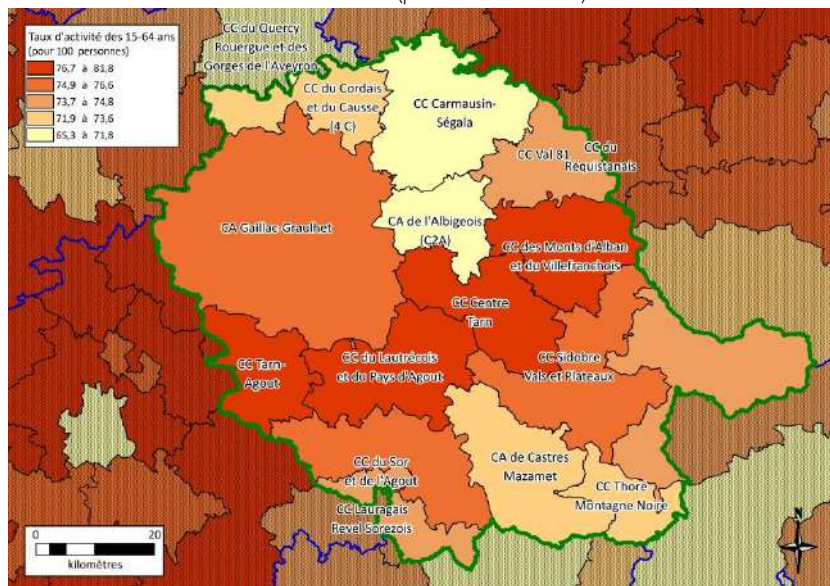 Taux d'activité des 15-64 ans
(pour 100 personnes)
76,7 à 81,8
74,9 à 76,6
73,7 à 74,8
71,9 à 73,6
65,3 à 71,8
CC du Quercy
Rouergue et des
Gorges de l'Aveyron
CC du Cordais
et du Causse
(4 C)
CC Carmausin-
Ségala
CC Val 81
CC du
Réquistanais
CA Gaillac-Graulhet
CA de l'Albigeois
(C2A)
CC des Monts d'Alban
et du Villefranchois
CC Centre
Tarn
CC Tarn-
Agout
CC du Lautrécois
et du Pays d'Agout
CC Sidobre
Vals et Plateaux
CC du Sor
et de l'Agout
CA de Castres
Mazamet
CC Thoré
Montagne Noire
CC Lauragais
Revel Sorezois
0 20
kilomètres
N